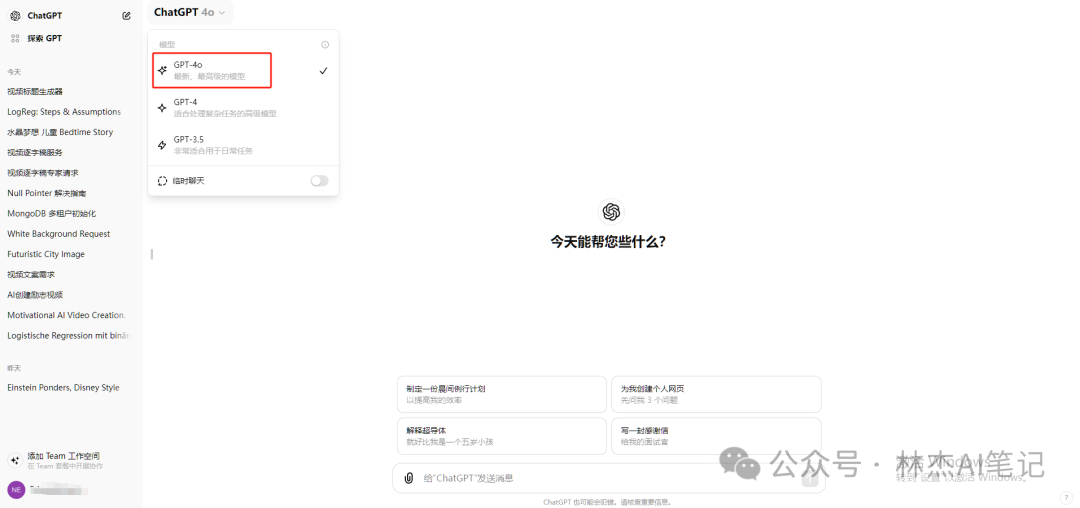 ChatGPT
探索 GPT
今天
视频标题生成器
LogReg: Steps & Assumptions
水晶梦想 儿童 Bedtime Story
视频逐字稿服务
视频逐字稿专家请求
Null Pointer 解决指南
MongoDB 多租户初始化
White Background Request
Futuristic City Image
视频文案需求
AI创建励志视频
Motivational AI Video Creation.
Logistische Regression mit binär
昨天
Einstein Ponders, Disney Style
添加 Team 工作空间
在 Team 套餐中开展协作
NE
ChatGPT 4o
模型
GPT-4o
最新、最高级的模型
GPT-4
适合处理复杂任务的高级模型
GPT-3.5
非常适合用于日常任务
临时聊天
今天能帮您些什么？
制定一份晨间例行计划
以提高我的效率
为我创建个人网页
先问我 3 个问题
解释超导体
就好比我是一个五岁小孩
写一封感谢信
给我的面试官
给“ChatGPT”发送消息
ChatGPT 也可能会犯错。请核查重要信息。
激活 Windows
转到“设置”以激活 Windows。
公众号 · 林杰AI笔记
?